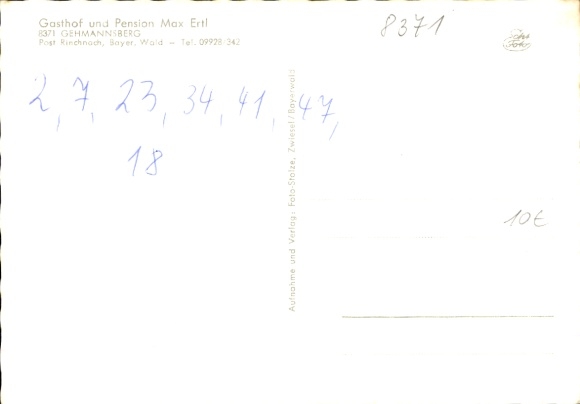 Gasthof und Pension Max Ertl
8371 GEHMANNSBERG
Post Rinchnach, Bayer. Wald – Tel. 09928/342
8371
2, 7, 23, 34, 41, 47,
18
Aufnahme und Verlag: Foto-Stolze, Zwiesel/Bayerwald
10€